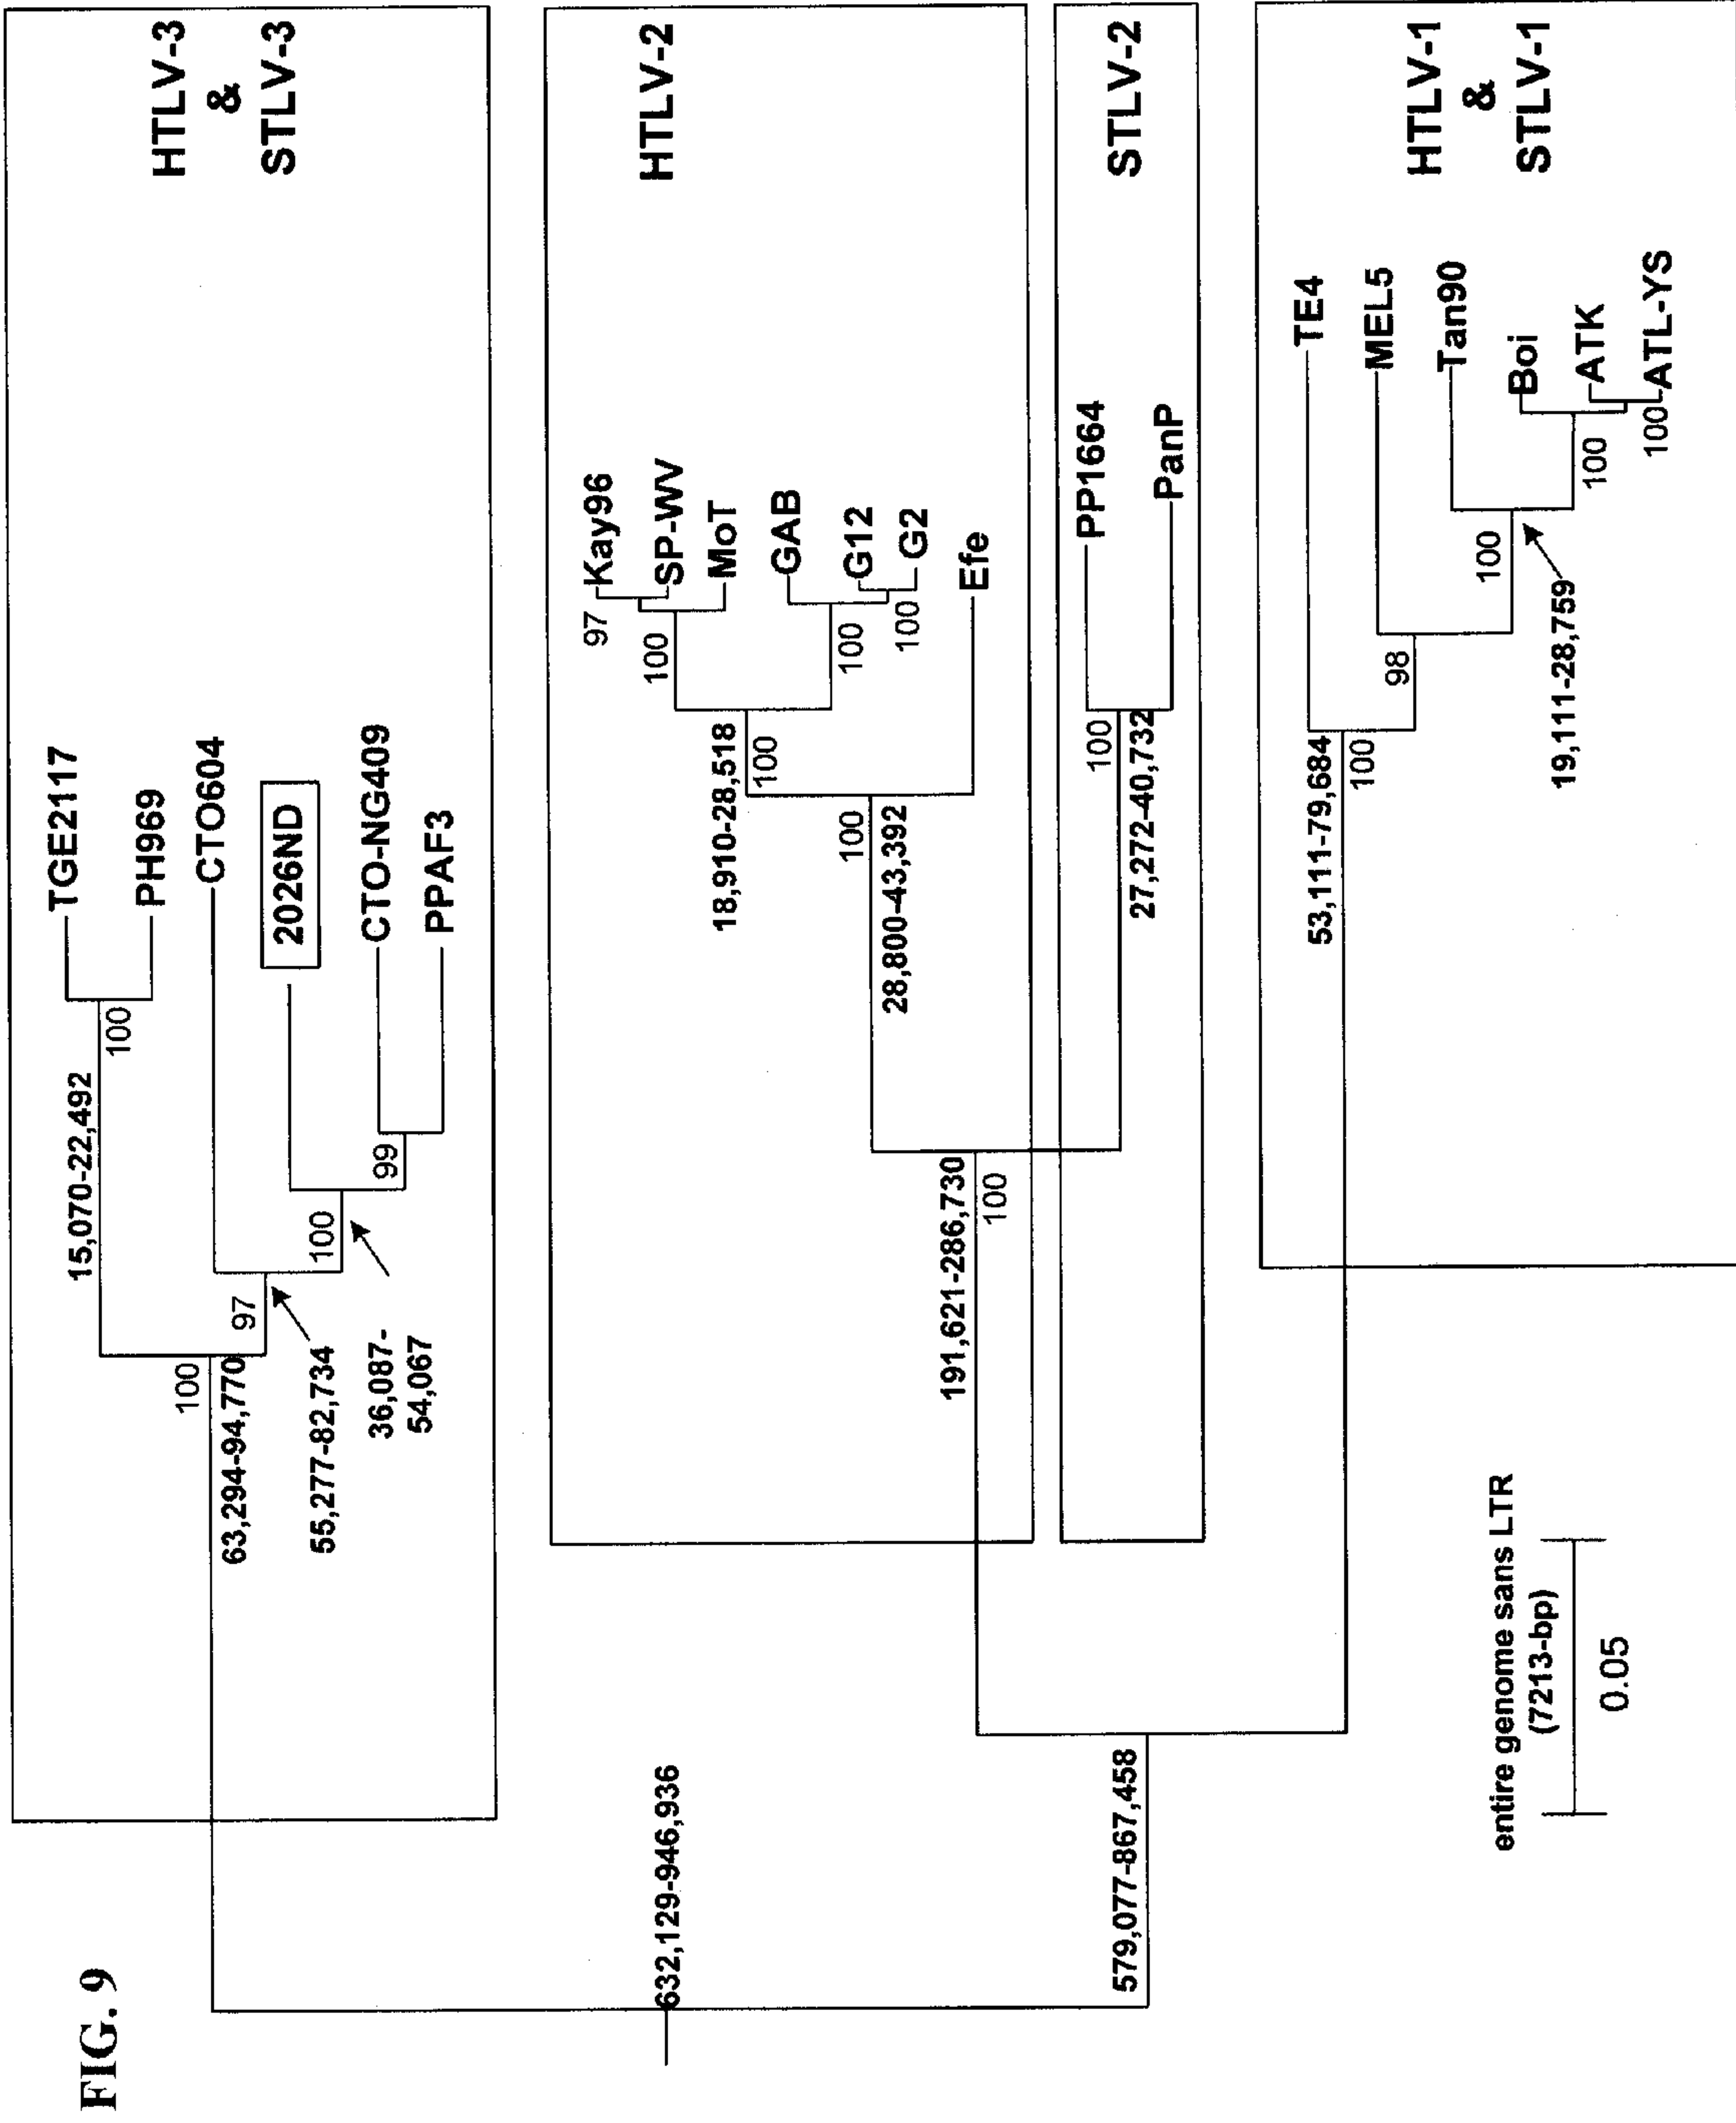 FIG. 9
TGE2117
PH969
CTO604
2026ND
CTO-NG409
PPAF3
15,070-22,492
100
100
63,294-94,770
97
55,277-82,734
100
36,087-
54,067
99
HTLV-3
&
STLV-3
632,129-946,936
Kay96
SP-WV
MoT
GAB
G12
G2
Efe
97
100
100
100
18,910-28,518
100
100
28,800-43,392
191,621-286,730
100
HTLV-2
PP1664
PanP
100
27,272-40,732
STLV-2
579,077-867,458
TE4
MEL5
Tan90
Boi
ATK
ATL-YS
53,111-79,684
100
98
100
19,111-28,759
100
100
HTLV-1
&
STLV-1
entire genome sans LTR
(7213-bp)
0.05